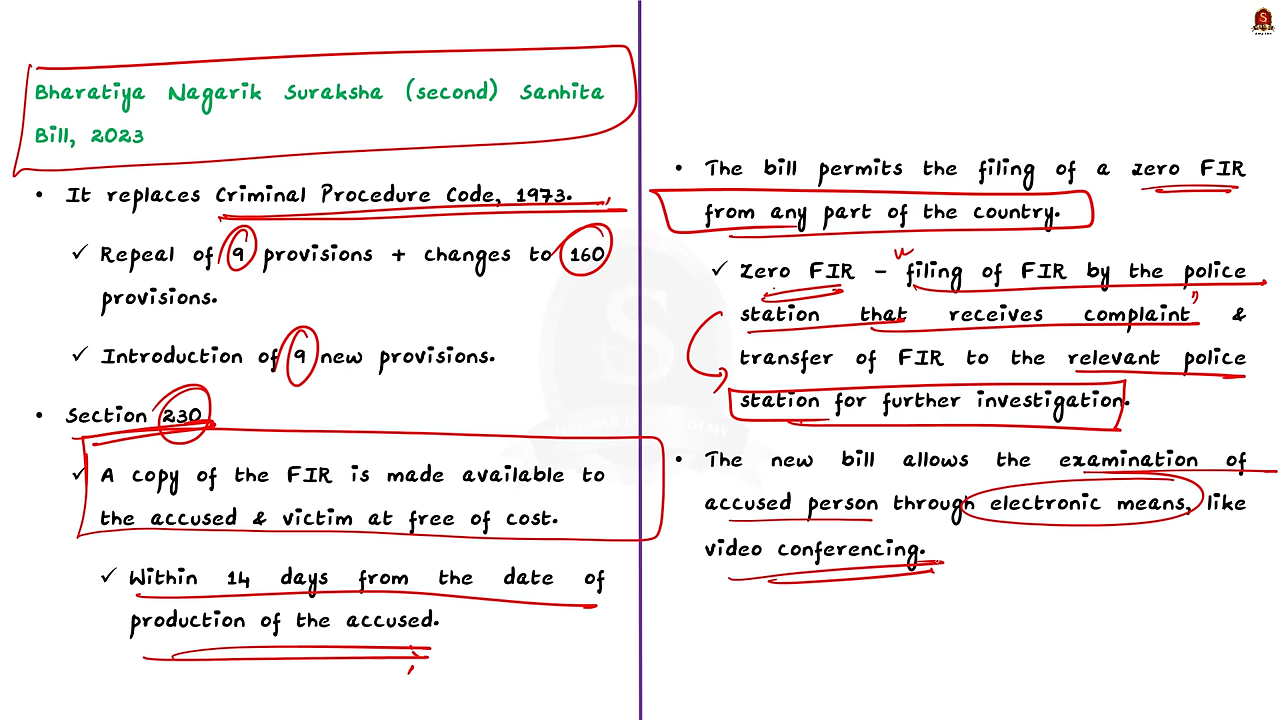 Bharatiya Nagarik Suraksha (second) Sanhita
Bill, 2023
• It replaces Criminal Procedure Code, 1973.
✓ Repeal of 9 provisions + changes to 160
provisions.
✓ Introduction of 9 new provisions.
• Section 230
✓ A copy of the FIR is made available to
the accused & victim at free of cost.
✓ Within 14 days from the date of
production of the accused.
• The bill permits the filing of a zero FIR
from any part of the country.
✓ Zero FIR – filing of FIR by the police
station that receives complaint &
transfer of FIR to the relevant police
station for further investigation.
• The new bill allows the examination of
accused person through electronic means, like
video conferencing.